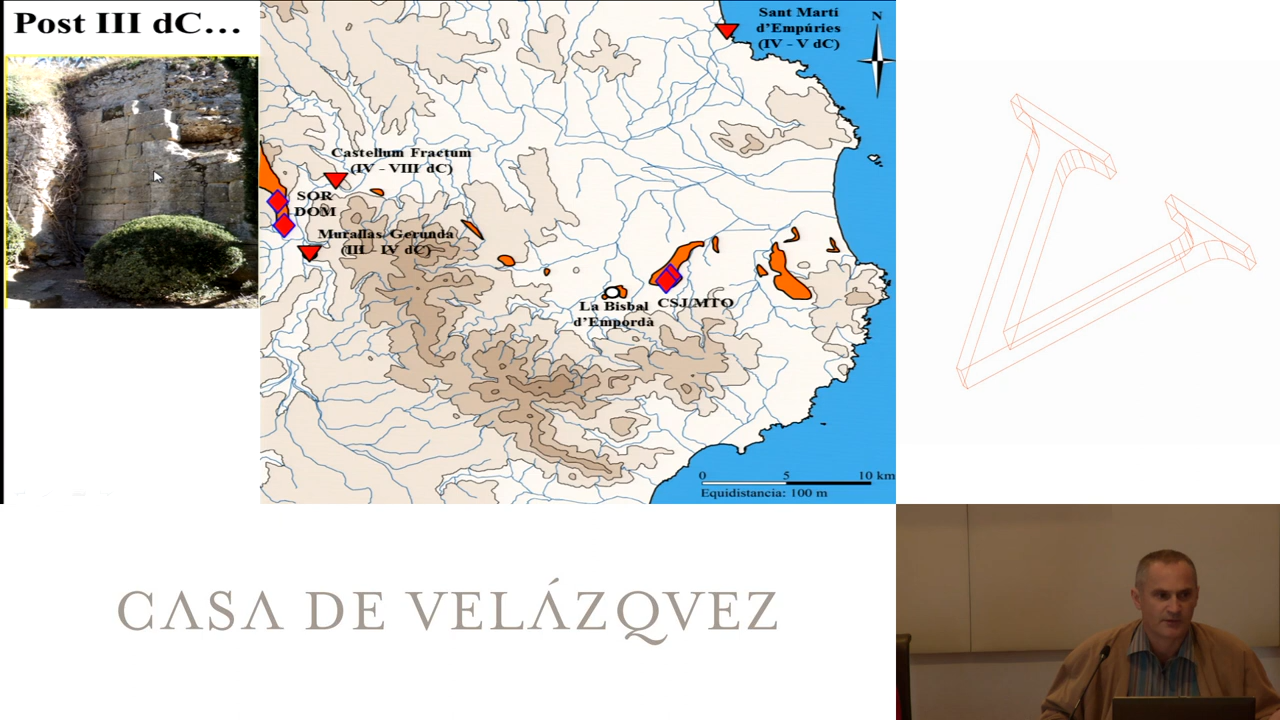 Post III dC...
Sant Martí
d'Empúries
(IV - V dC)
N
Castellum Fractum
(IV - VIII dC)
SOR
DOM
Murallas Gerunda
(III - IV dC)
La Bisbal
d'Empordà
CSJ/MTO
0 5 10 km
Equidistancia: 100 m
CASA DE VELÁZQVEZ